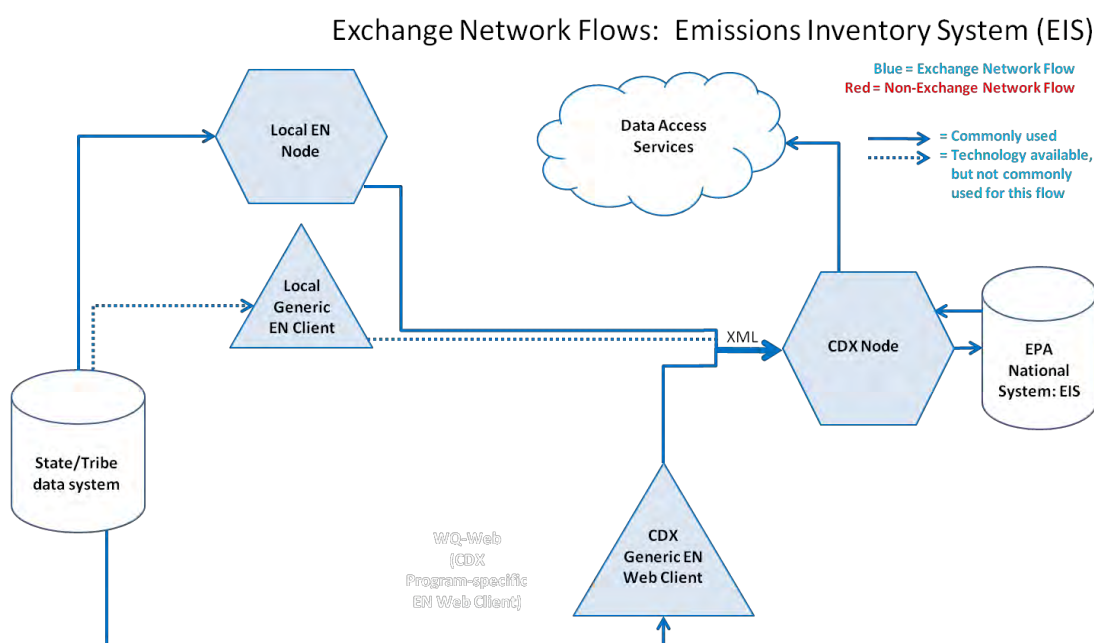 Exchange Network Flows:  Emissions Inventory System (EIS)
Blue = Exchange Network Flow
Red = Non-Exchange Network Flow
= Commonly used
= Technology available,
but not commonly
used for this flow
Local EN
Node
Data Access
Services
Local
Generic
EN Client
XML
CDX Node
EPA
National
System: EIS
State/Tribe
data system
WQ-Web
(CDX
Program-specific
EN Web Client)
CDX
Generic EN
Web Client